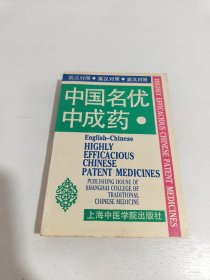 英汉对照●英汉对照●英汉对照
中国名优
中成药
English-Chinese
HIGHLY
EFFICACIOUS
CHINESE
PATENT MEDICINES
PUBLISHING HOUSE OF
SHANGHAI COLLEGE OF
TRADITIONAL
CHINESE MEDICINE
上海中医学院出版社
HIGHLY EFFICACIOUS CHINESE PATENT MEDICINES